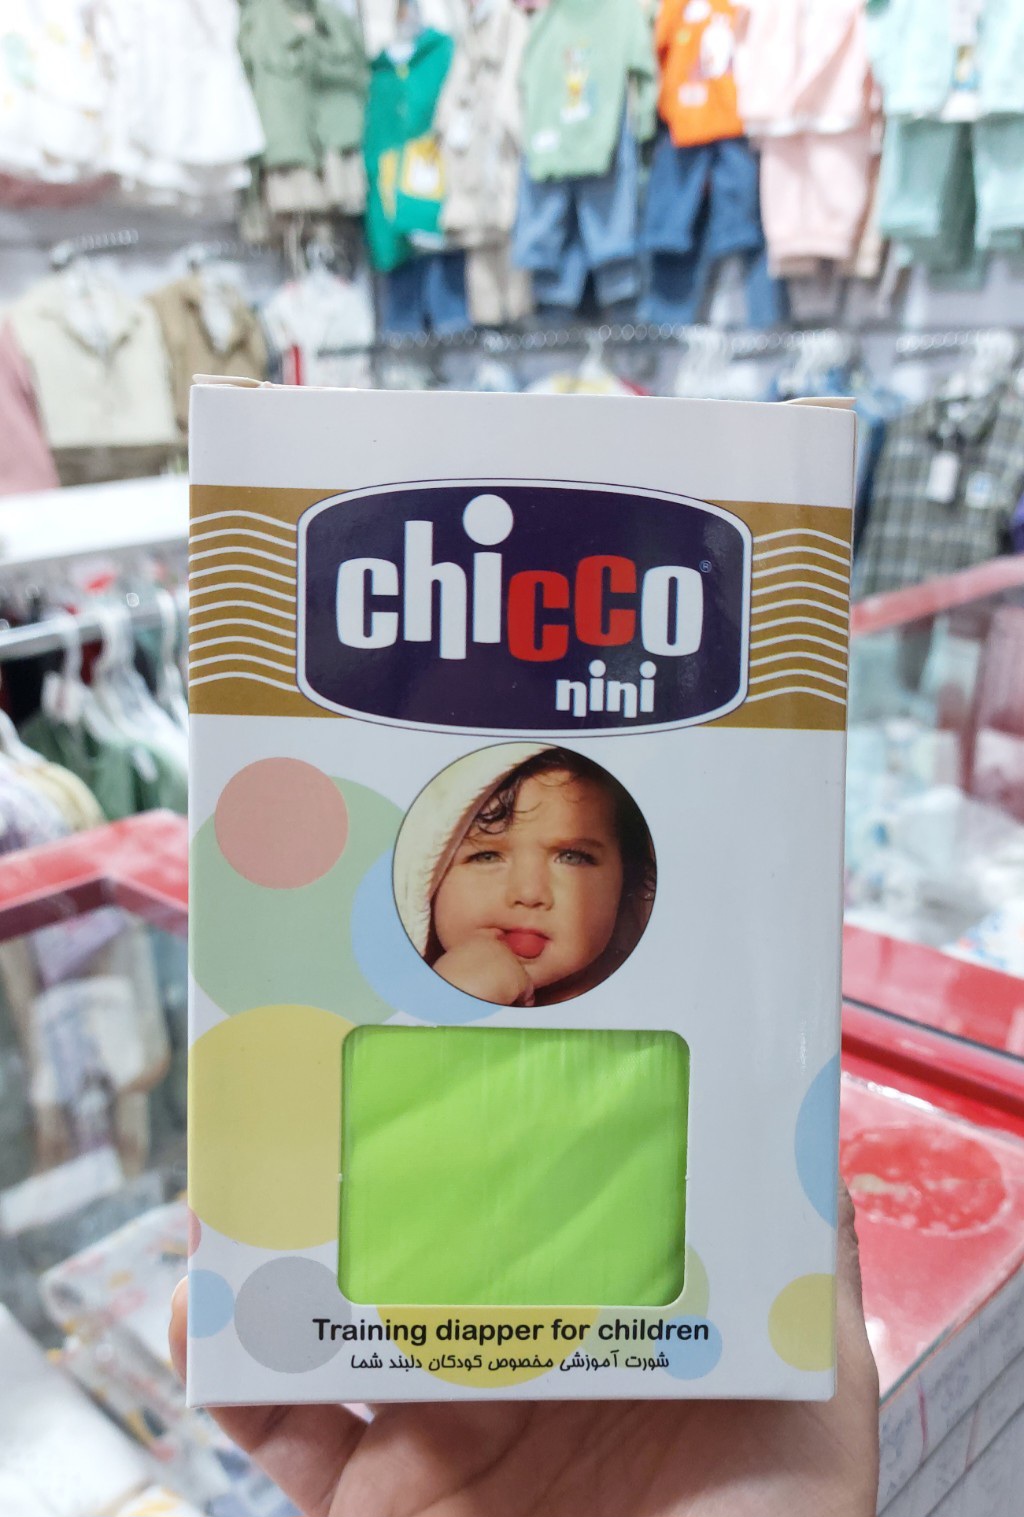 chicco ®
nini
Training diapper for children
شورت آموزشی مخصوص کودکان دلبند شما